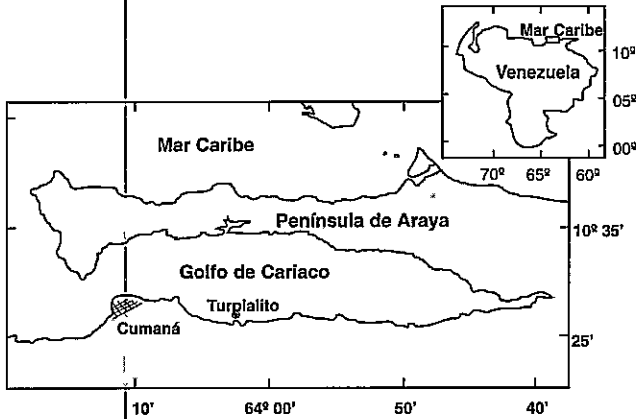 Mar Caribe
10º
Venezuela
05º
00º
70º 65º 60º
Mar Caribe
Península de Araya
10º 35'
Golfo de Cariaco
Turpialito
Cumaná
25'
10' 64º 00' 50' 40'